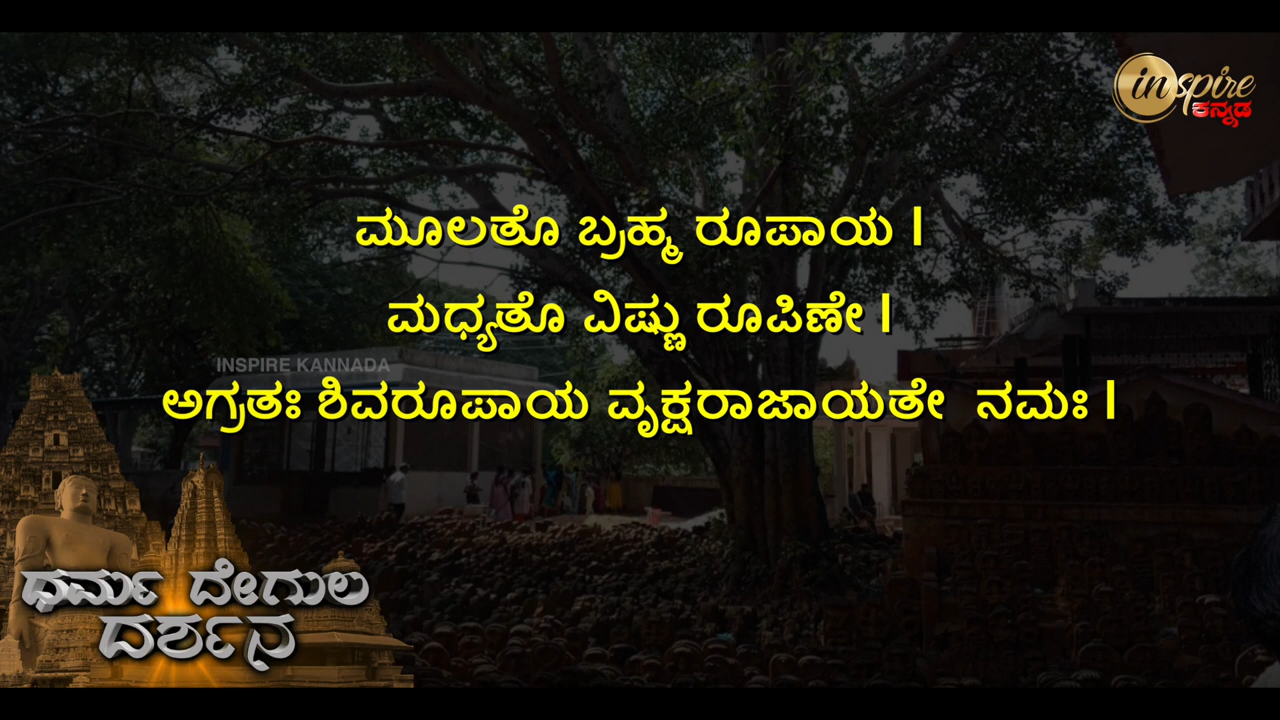 inspire
ಕನ್ನಡ
ಮೂಲತೊ ಬ್ರಹ್ಮ ರೂಪಾಯ |
ಮಧ್ಯತೊ ವಿಷ್ಣು ರೂಪಿಣೇ |
INSPIRE KANNADA
ಅಗ್ರತಃ ಶಿವರೂಪಾಯ ವೃಕ್ಷರಾಜಾಯತೇ ನಮಃ |
ಧರ್ಮ ದೇಗುಲ
ದರ್ಶನ